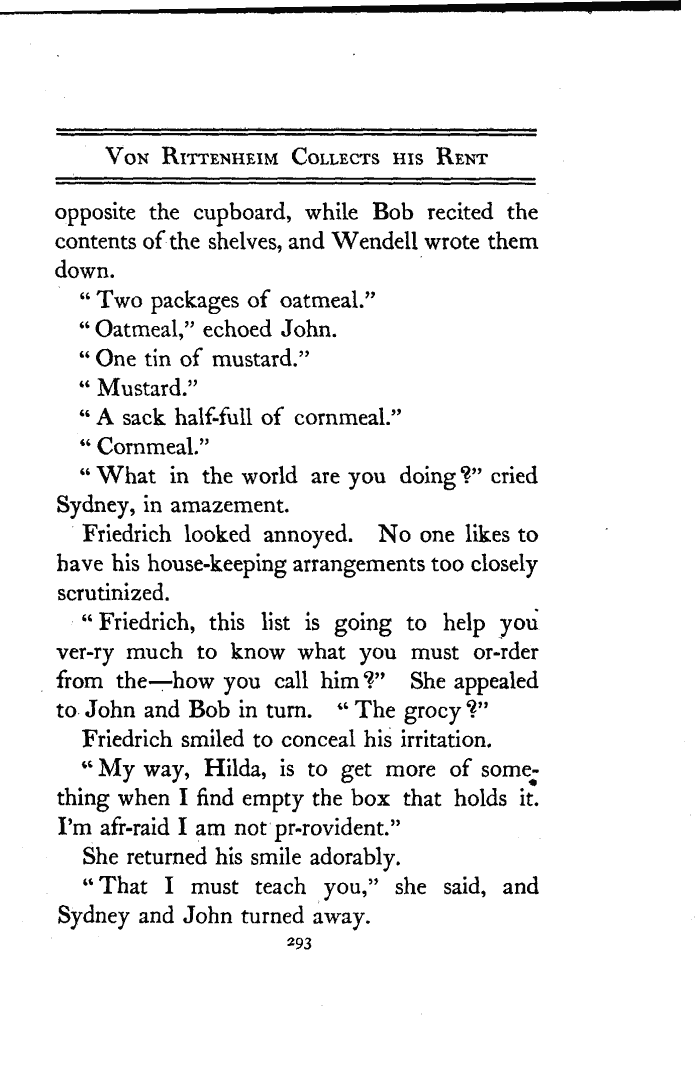 Von Rittenheim Collects his Rent
opposite the cupboard, while Bob recited the
contents of the shelves, and Wendell wrote them
down.
“Two packages of oatmeal.”
“Oatmeal,” echoed John.
“One tin of mustard.”
“Mustard.”
“A sack half-full of cornmeal.”
“Cornmeal.”
“What in the world are you doing?” cried
Sydney, in amazement.
Friedrich looked annoyed. No one likes to
have his house-keeping arrangements too closely
scrutinized.
“Friedrich, this list is going to help you
ver-ry much to know what you must or-rder
from the—how you call him?” She appealed
to John and Bob in turn. “The grocy?”
Friedrich smiled to conceal his irritation.
“My way, Hilda, is to get more of some-
thing when I find empty the box that holds it.
I’m afr-raid I am not pr-rovident.”
She returned his smile adorably.
“That I must teach you,” she said, and
Sydney and John turned away.
293